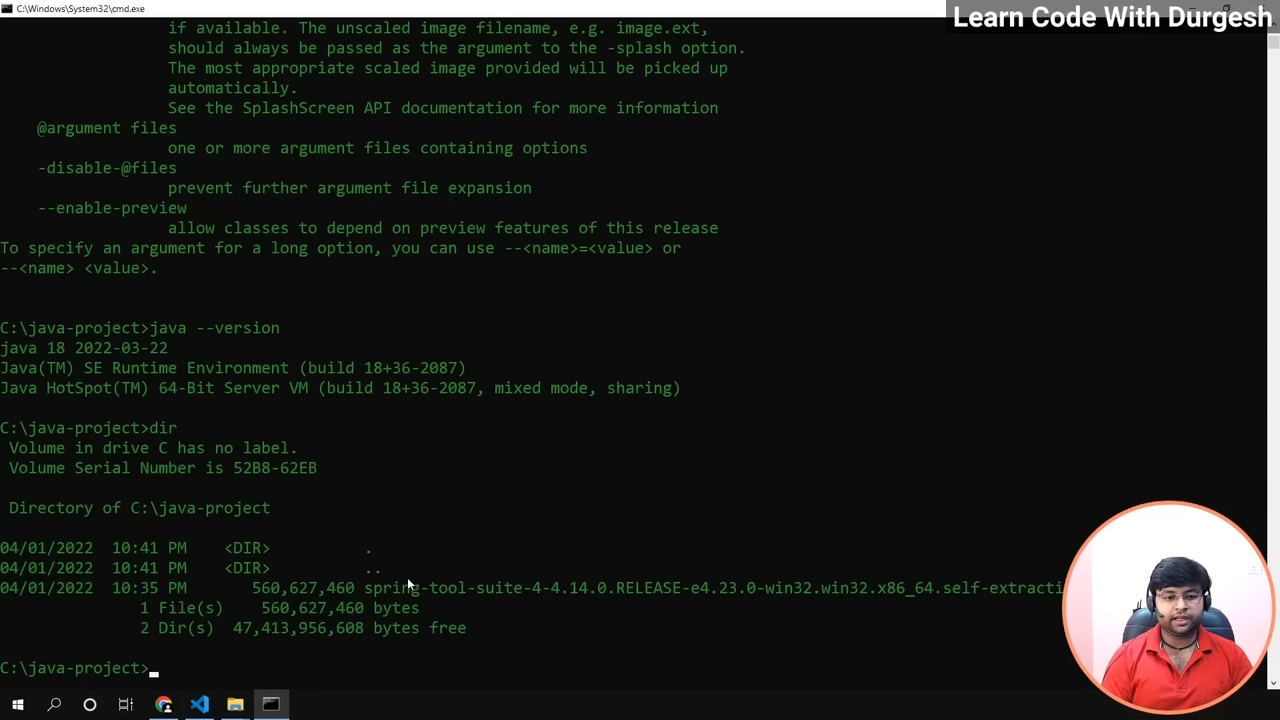 C:\Windows\System32\cmd.exe
Learn Code With Durgesh
if available. The unscaled image filename, e.g. image.ext,
should always be passed as the argument to the -splash option.
The most appropriate scaled image provided will be picked up
automatically.
See the SplashScreen API documentation for more information
@argument files
one or more argument files containing options
-disable-@files
prevent further argument file expansion
--enable-preview
allow classes to depend on preview features of this release
To specify an argument for a long option, you can use --<name>=<value> or
--<name> <value>.
C:\java-project>java --version
java 18 2022-03-22
Java(TM) SE Runtime Environment (build 18+36-2087)
Java HotSpot(TM) 64-Bit Server VM (build 18+36-2087, mixed mode, sharing)
C:\java-project>dir
Volume in drive C has no label.
Volume Serial Number is 52B8-62EB
Directory of C:\java-project
04/01/2022  10:41 PM    <DIR>          .
04/01/2022  10:41 PM    <DIR>          ..
04/01/2022  10:35 PM       560,627,460 spring-tool-suite-4-4.14.0.RELEASE-e4.23.0-win32.win32.x86_64.self-extracti
1 File(s)    560,627,460 bytes
2 Dir(s)  47,413,956,608 bytes free
C:\java-project>